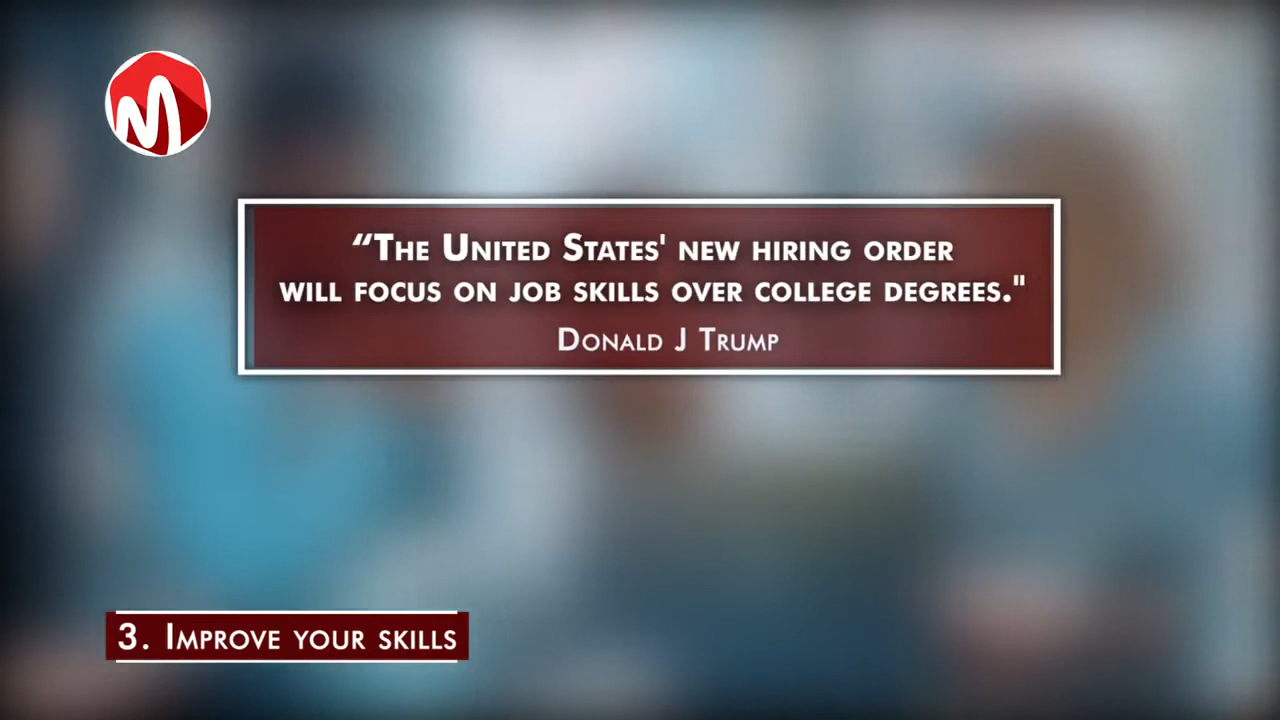 “The United States' new hiring order
will focus on job skills over college degrees."
Donald J Trump
3. Improve your skills